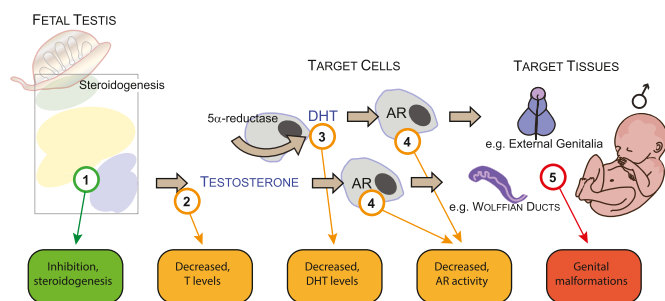 FETAL TESTIS
Steroidogenesis
TARGET CELLS
TARGET TISSUES
5α-reductase
DHT
AR
3
4
e.g. External Genitalia
1
2
TESTOSTERONE
AR
4
5
e.g. WOLFFIAN DUCTS
Inhibition,
steroidogenesis
Decreased,
T levels
Decreased,
DHT levels
Decreased,
AR activity
Genital
malformations